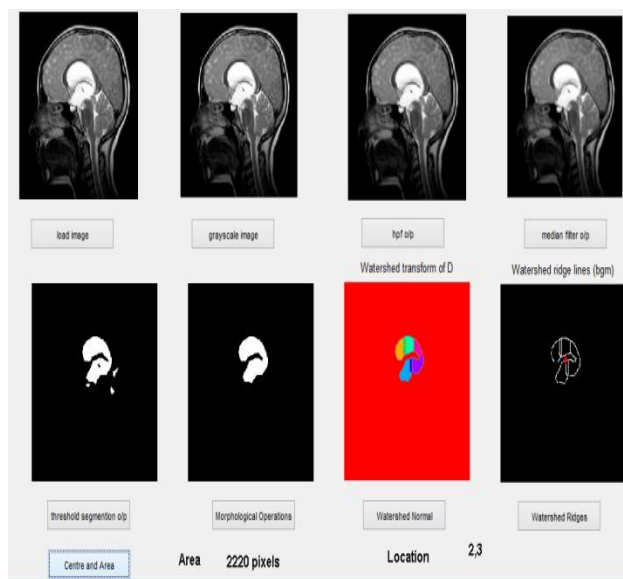 load image
grayscale image
hpf o/p
median filter o/p
Watershed transform of D
Watershed ridge lines (bgm)
threshold segmention o/p
Morphological Operations
Watershed Normal
Watershed Ridges
Centre and Area
Area
2220 pixels
Location
2,3